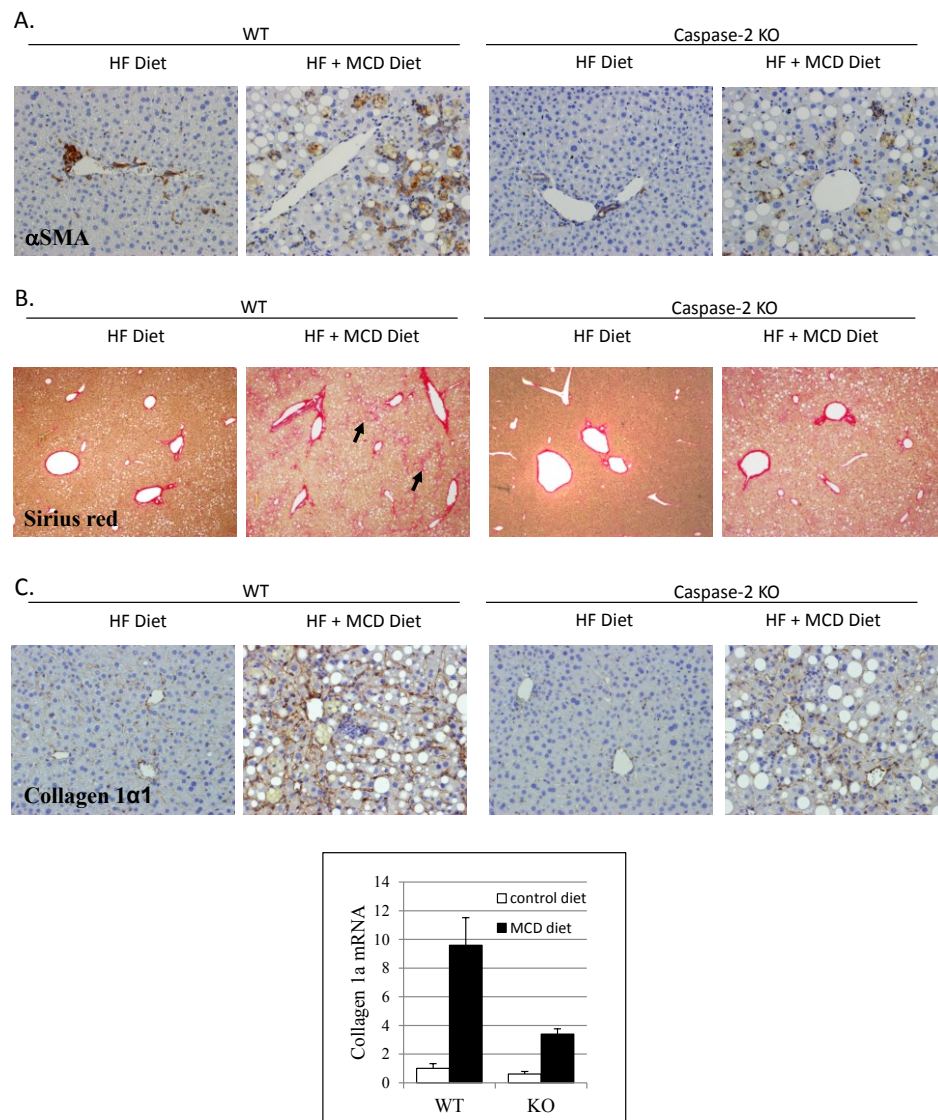 A.
WT
Caspase-2 KO
HF Diet
HF + MCD Diet
HF Diet
HF + MCD Diet
αSMA
B.
WT
Caspase-2 KO
HF Diet
HF + MCD Diet
HF Diet
HF + MCD Diet
Sirius red
C.
WT
Caspase-2 KO
HF Diet
HF + MCD Diet
HF Diet
HF + MCD Diet
Collagen 1α1
Collagen 1a mRNA
14
12
10
8
6
4
2
0
control diet
MCD diet
WT
KO